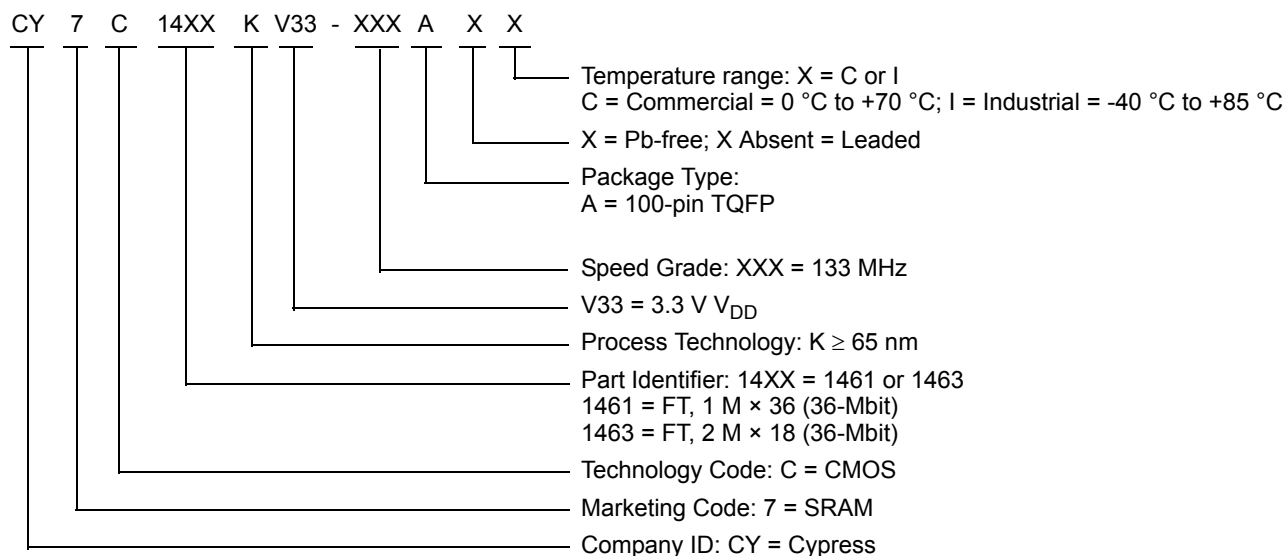 CY 7 C 14XX K V33 - XXX A X X
Temperature range: X = C or I
C = Commercial = 0 °C to +70 °C; I = Industrial = -40 °C to +85 °C
X = Pb-free; X Absent = Leaded
Package Type:
A = 100-pin TQFP
Speed Grade: XXX = 133 MHz
V33 = 3.3 V VDD
Process Technology: K ≥ 65 nm
Part Identifier: 14XX = 1461 or 1463
1461 = FT, 1 M × 36 (36-Mbit)
1463 = FT, 2 M × 18 (36-Mbit)
Technology Code: C = CMOS
Marketing Code: 7 = SRAM
Company ID: CY = Cypress